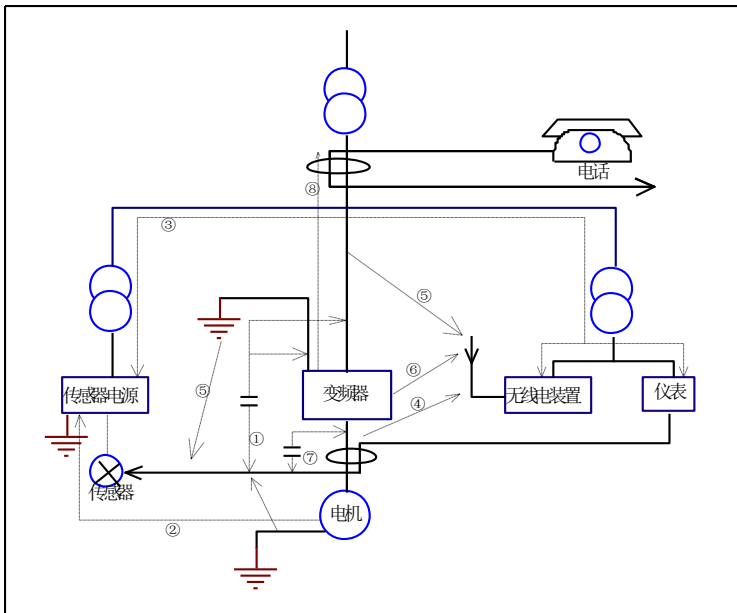 电话
⑧
③
⑤
⑤
⑥
变频器
传感器电源
无线电装置
仪表
④
①
⑦
传感器
电机
②